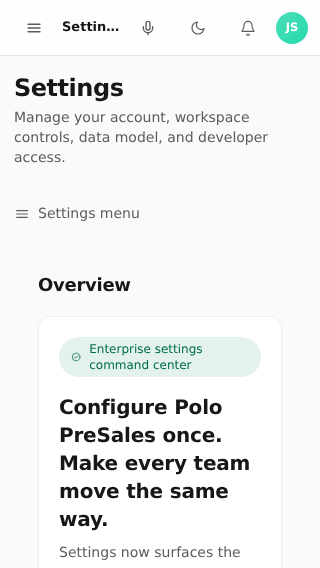 Settin…
JS
Settings
Manage your account, workspace
controls, data model, and developer
access.
Settings menu
Overview
Enterprise settings
command center
Configure Polo
PreSales once.
Make every team
move the same
way.
Settings now surfaces the